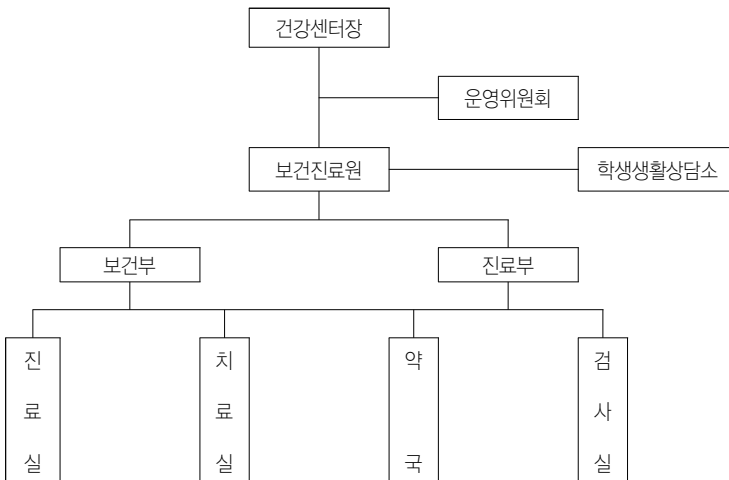 건강센터장
운영위원회
보건진료원
학생생활상담소
보건부
진료부
진료실
치료실
약국
검사실